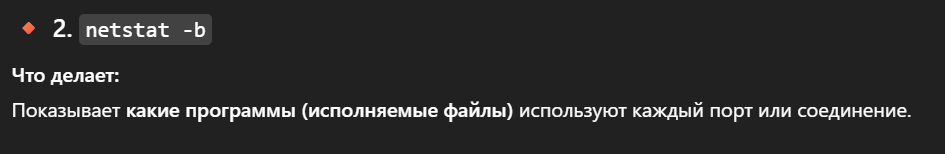 2. netstat -b
Что делает:
Показывает какие программы (исполняемые файлы) используют каждый порт или соединение.